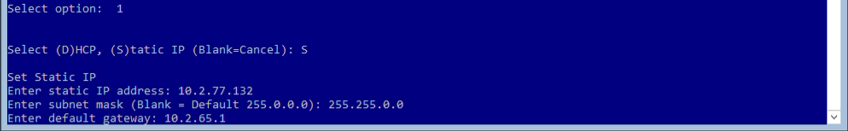 Select option:  1
Select (D)HCP, (S)tatic IP (Blank=Cancel): S
Set Static IP
Enter static IP address: 10.2.77.132
Enter subnet mask (Blank = Default 255.0.0.0): 255.255.0.0
Enter default gateway: 10.2.65.1